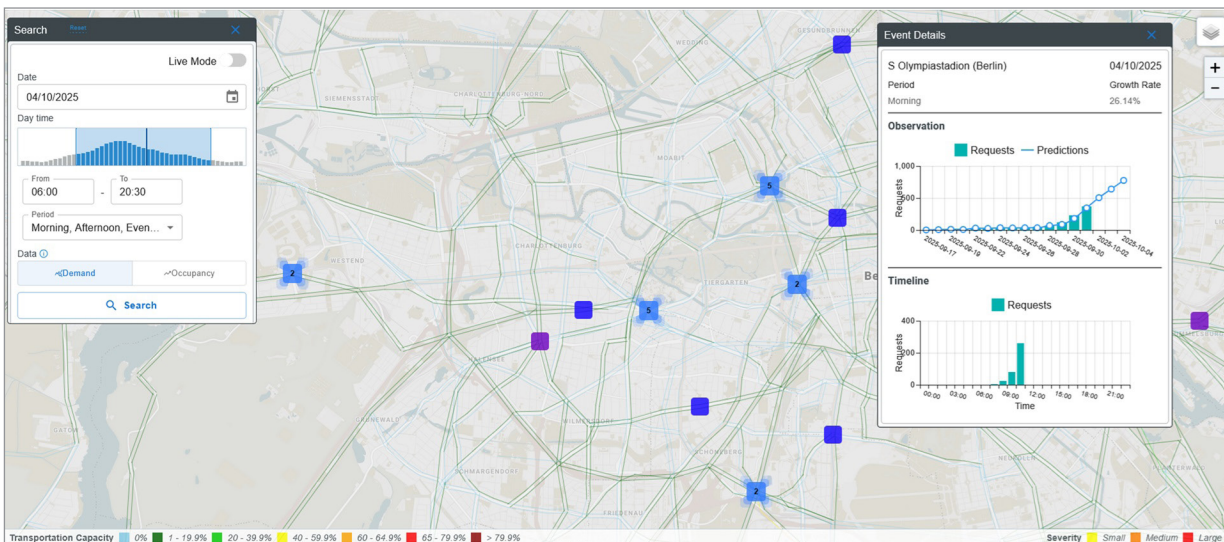 Search Reset
Live Mode
Date
04/10/2025
Day time
From
06:00
-
To
20:30
Period
Morning, Afternoon, Even...
Data
Demand
Occupancy
Search
WEDDING
GESUNDBRUNNEN
SIEMENSSTADT
CHARLOTTENBURG-NORD
MOABIT
CHARLOTTENBURG
WESTEND
TIERGARTEN
Be
HALENSEE
GRUNEWALD
WILMERSDORF
SCHÖNEBERG
SCHMARGENDORF
FRIEDENAU
GATOW
NEUKÖLLN
PLÄNTERWALD
5
2
2
5
2
Event Details
S Olympiastadion (Berlin) 04/10/2025
Period Growth Rate
Morning 26.14%
Observation
Requests Predictions
Requests
1,000
500
0
2025-09-17 2025-09-19 2025-09-22 2025-09-24 2025-09-26 2025-09-28 2025-09-30 2025-10-02 2025-10-04
Timeline
Requests
Requests
400
200
0
00:00 03:00 06:00 09:00 12:00 15:00 18:00 21:00
Time
+
−
Transportation Capacity 0% 1 - 19.9% 20 - 39.9% 40 - 59.9% 60 - 64.9% 65 - 79.9% > 79.9% Severity Small Medium Large